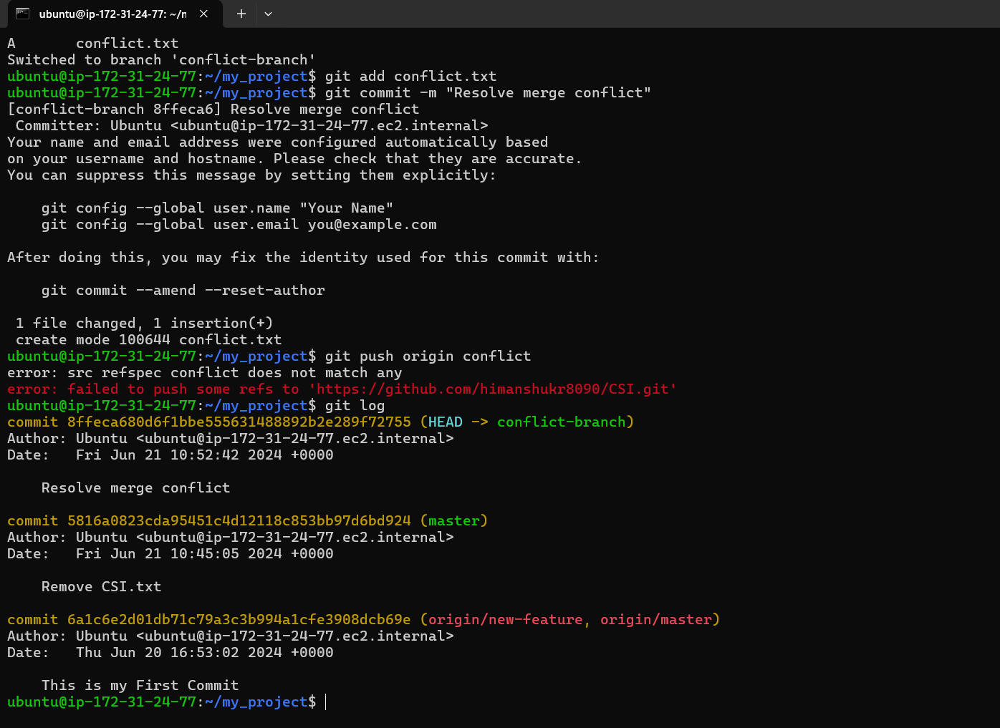 ubuntu@ip-172-31-24-77: ~/n
A       conflict.txt
Switched to branch 'conflict-branch'
ubuntu@ip-172-31-24-77:~/my_project$ git add conflict.txt
ubuntu@ip-172-31-24-77:~/my_project$ git commit -m "Resolve merge conflict"
[conflict-branch 8ffeca6] Resolve merge conflict
 Committer: Ubuntu <ubuntu@ip-172-31-24-77.ec2.internal>
Your name and email address were configured automatically based
on your username and hostname. Please check that they are accurate.
You can suppress this message by setting them explicitly:

    git config --global user.name "Your Name"
    git config --global user.email you@example.com

After doing this, you may fix the identity used for this commit with:

    git commit --amend --reset-author

 1 file changed, 1 insertion(+)
 create mode 100644 conflict.txt
ubuntu@ip-172-31-24-77:~/my_project$ git push origin conflict
error: src refspec conflict does not match any
error: failed to push some refs to 'https://github.com/himanshukr8090/CSI.git'
ubuntu@ip-172-31-24-77:~/my_project$ git log
commit 8ffeca680d6f1bbe555631488892b2e289f72755 (HEAD -> conflict-branch)
Author: Ubuntu <ubuntu@ip-172-31-24-77.ec2.internal>
Date:   Fri Jun 21 10:52:42 2024 +0000

    Resolve merge conflict

commit 5816a0823cda95451c4d12118c853bb97d6bd924 (master)
Author: Ubuntu <ubuntu@ip-172-31-24-77.ec2.internal>
Date:   Fri Jun 21 10:45:05 2024 +0000

    Remove CSI.txt

commit 6a1c6e2d01db71c79a3c3b994a1cfe3908dcb69e (origin/new-feature, origin/master)
Author: Ubuntu <ubuntu@ip-172-31-24-77.ec2.internal>
Date:   Thu Jun 20 16:53:02 2024 +0000

    This is my First Commit
ubuntu@ip-172-31-24-77:~/my_project$